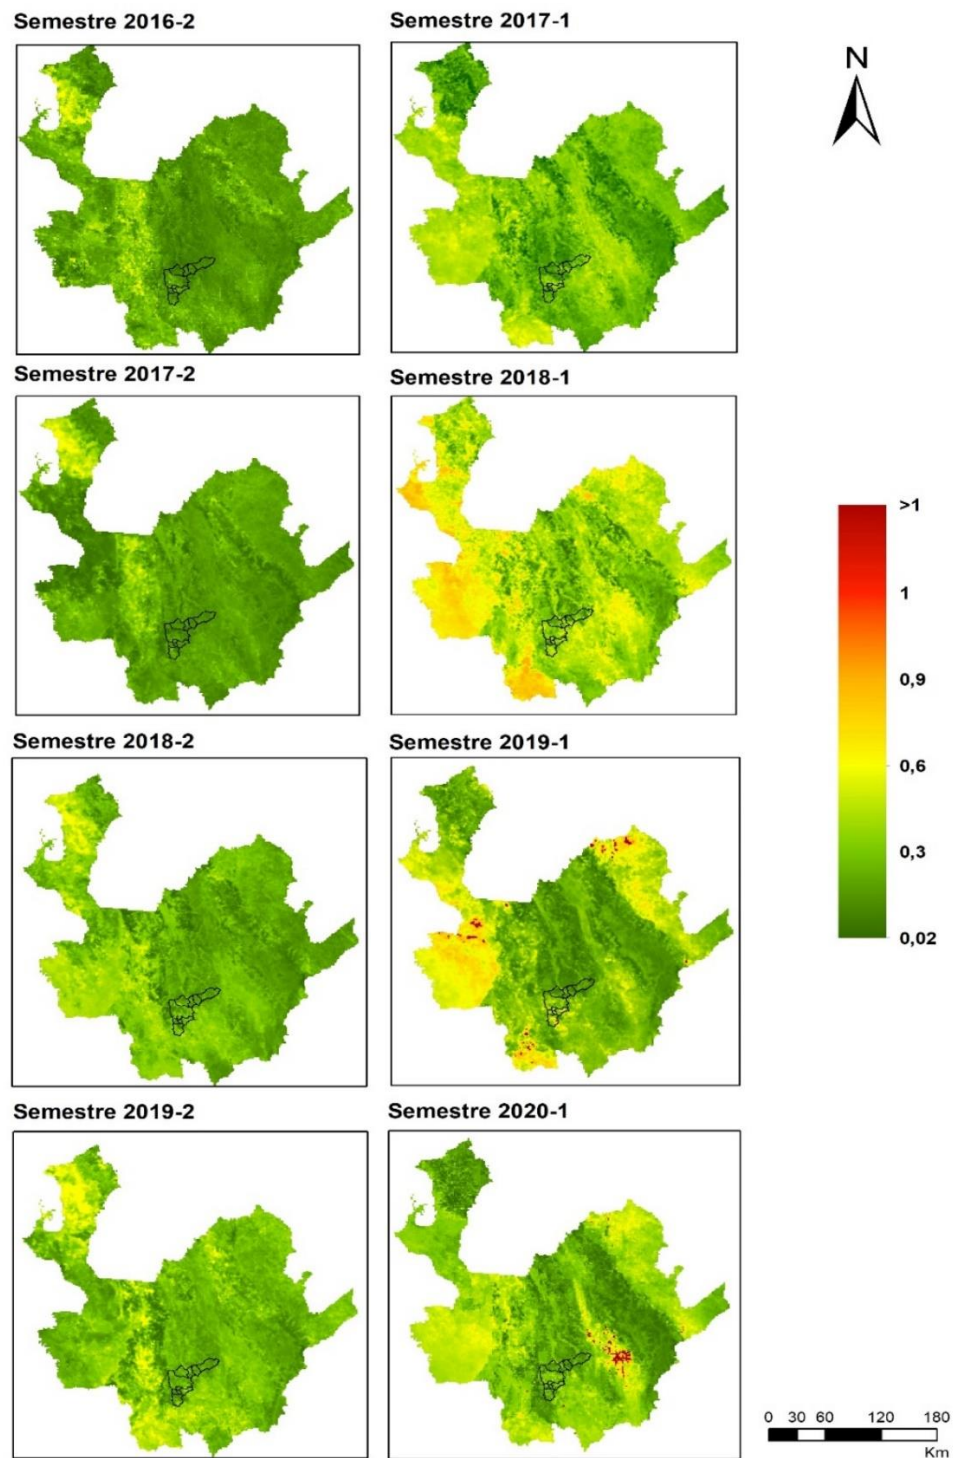 Semestre 2016-2
Semestre 2017-1
N
Semestre 2017-2
Semestre 2018-1
>1
1
0,9
0,6
0,3
0,02
Semestre 2018-2
Semestre 2019-1
Semestre 2019-2
Semestre 2020-1
0 30 60 120 180
Km